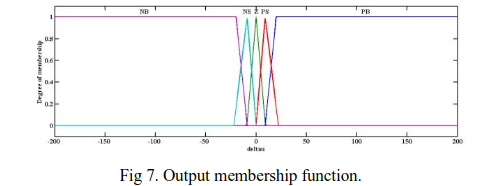 NB NS Z PS PB
1
0.8
0.6
0.4
0.2
0
Degree of membership
-200 -150 -100 -50 0 50 100 150 200
deltas
Fig 7. Output membership function.